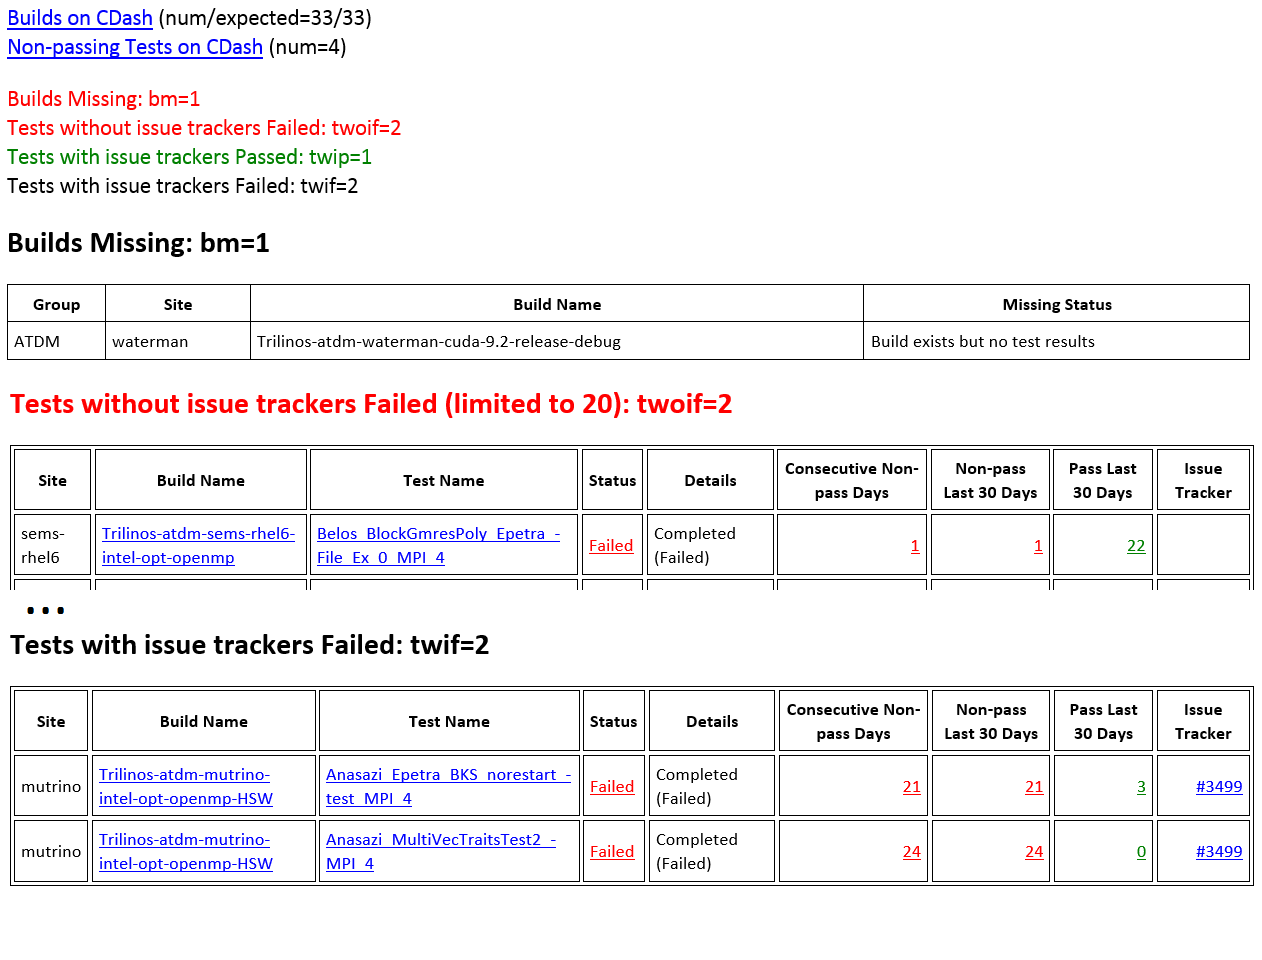 Builds on CDash (num/expected=33/33)
Non-passing Tests on CDash (num=4)
Builds Missing: bm=1
Tests without issue trackers Failed: twoif=2
Tests with issue trackers Passed: twip=1
Tests with issue trackers Failed: twif=2
Builds Missing: bm=1
Group Site Build Name Missing Status
ATDM waterman Trilinos-atdm-waterman-cuda-9.2-release-debug Build exists but no test results
Tests without issue trackers Failed (limited to 20): twoif=2
Site Build Name Test Name Status Details Consecutive Non-
pass Days Non-pass
Last 30 Days Pass Last
30 Days Issue
Tracker
sems-
rhel6 Trilinos-atdm-sems-rhel6-
intel-opt-openmp Belos_BlockGmresPoly_Epetra_-
File_Ex_0_MPI_4 Failed Completed
(Failed) 1 1 22
...
Tests with issue trackers Failed: twif=2
Site Build Name Test Name Status Details Consecutive Non-
pass Days Non-pass
Last 30 Days Pass Last
30 Days Issue
Tracker
mutrino Trilinos-atdm-mutrino-
intel-opt-openmp-HSW Anasazi_Epetra_BKS_norestart_-
test_MPI_4 Failed Completed
(Failed) 21 21 3 #3499
mutrino Trilinos-atdm-mutrino-
intel-opt-openmp-HSW Anasazi_MultiVecTraitsTest2_-
MPI_4 Failed Completed
(Failed) 24 24 0 #3499